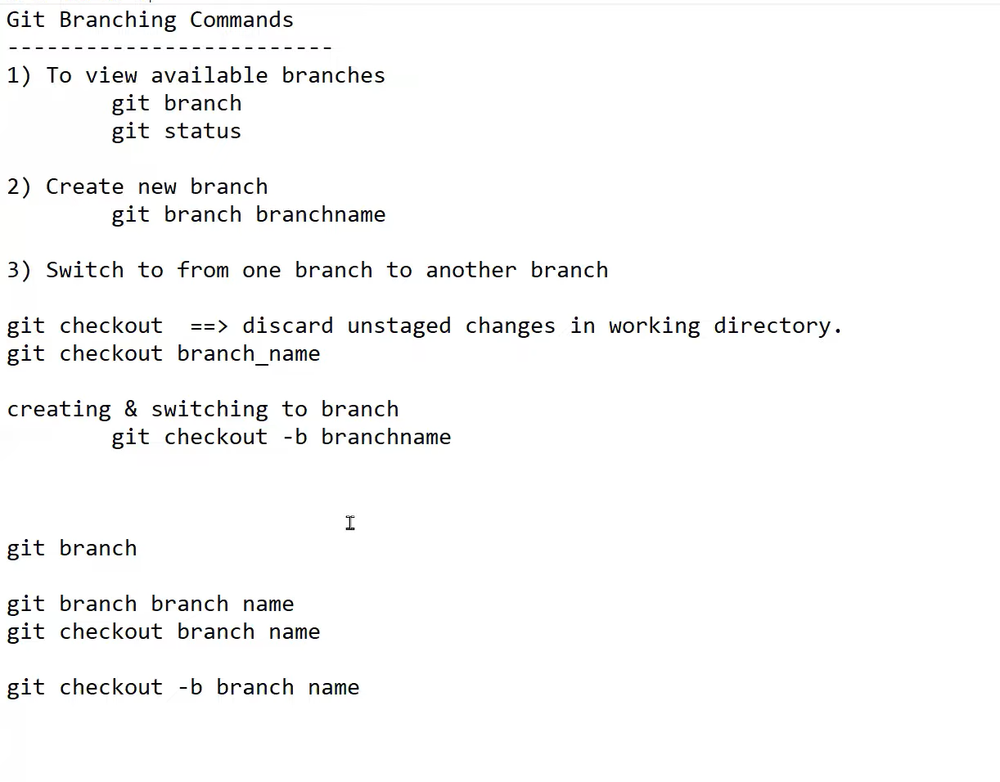 Git Branching Commands
-------------------------
1) To view available branches
git branch
git status
2) Create new branch
git branch branchname
3) Switch to from one branch to another branch
git checkout  ==> discard unstaged changes in working directory.
git checkout branch_name
creating & switching to branch
git checkout -b branchname
git branch
git branch branch name
git checkout branch name
git checkout -b branch name